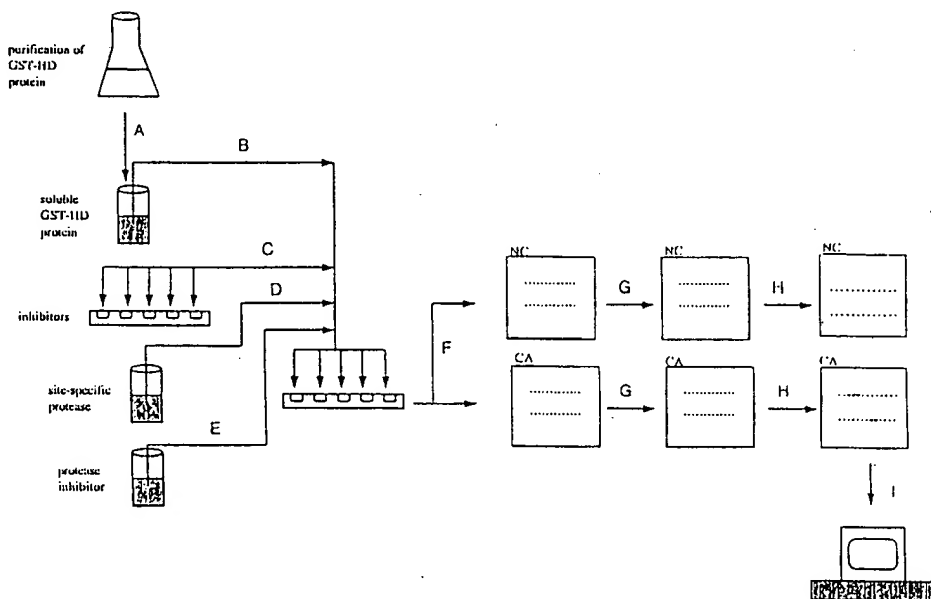 purification of
GST-HD
protein
A
B
soluble
GST-HD
protein
C
D
inhibitors
site-specific
protease
E
protease
inhibitor
F
NC
G
NC
H
NC
CA
G
CA
H
CA
I